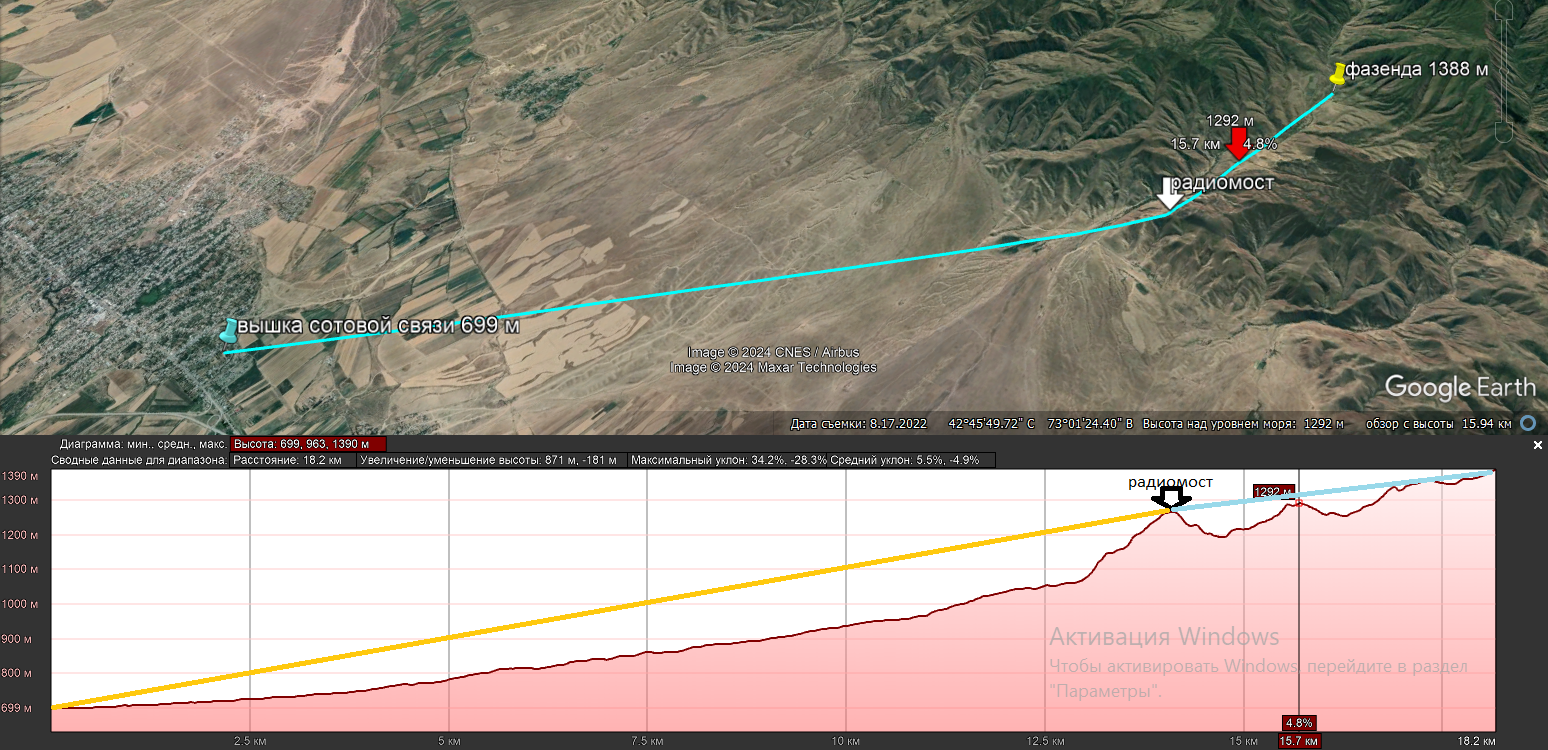 фазенда 1388 м
1292 м
15.7 км 4.8%
радиомост
вышка сотовой связи 699 м
Image © 2024 CNES / Airbus
Image © 2024 Maxar Technologies
Google Earth
Дата съемки: 8.17.2022 42°45'49.72" С 73°01'24.40" В Высота над уровнем моря: 1292 м обзор с высоты 15.94 км
Диаграмма: мин., средн., макс. Высота: 699, 963, 1390 м
Сводные данные для диапазона: Расстояние: 18.2 км Увеличение/уменьшение высоты: 871 м, -181 м Максимальный уклон: 34.2%, -28.3% Средний уклон: 5.5%, -4.9%
1390 м
радиомост
1292 м
1300 м
1200 м
1100 м
1000 м
900 м
800 м
699 м
Активация Windows
Чтобы активировать Windows, перейдите в раздел
"Параметры".
4.8%
2.5 км 5 км 7.5 км 10 км 12.5 км 15 км 15.7 км 18.2 км